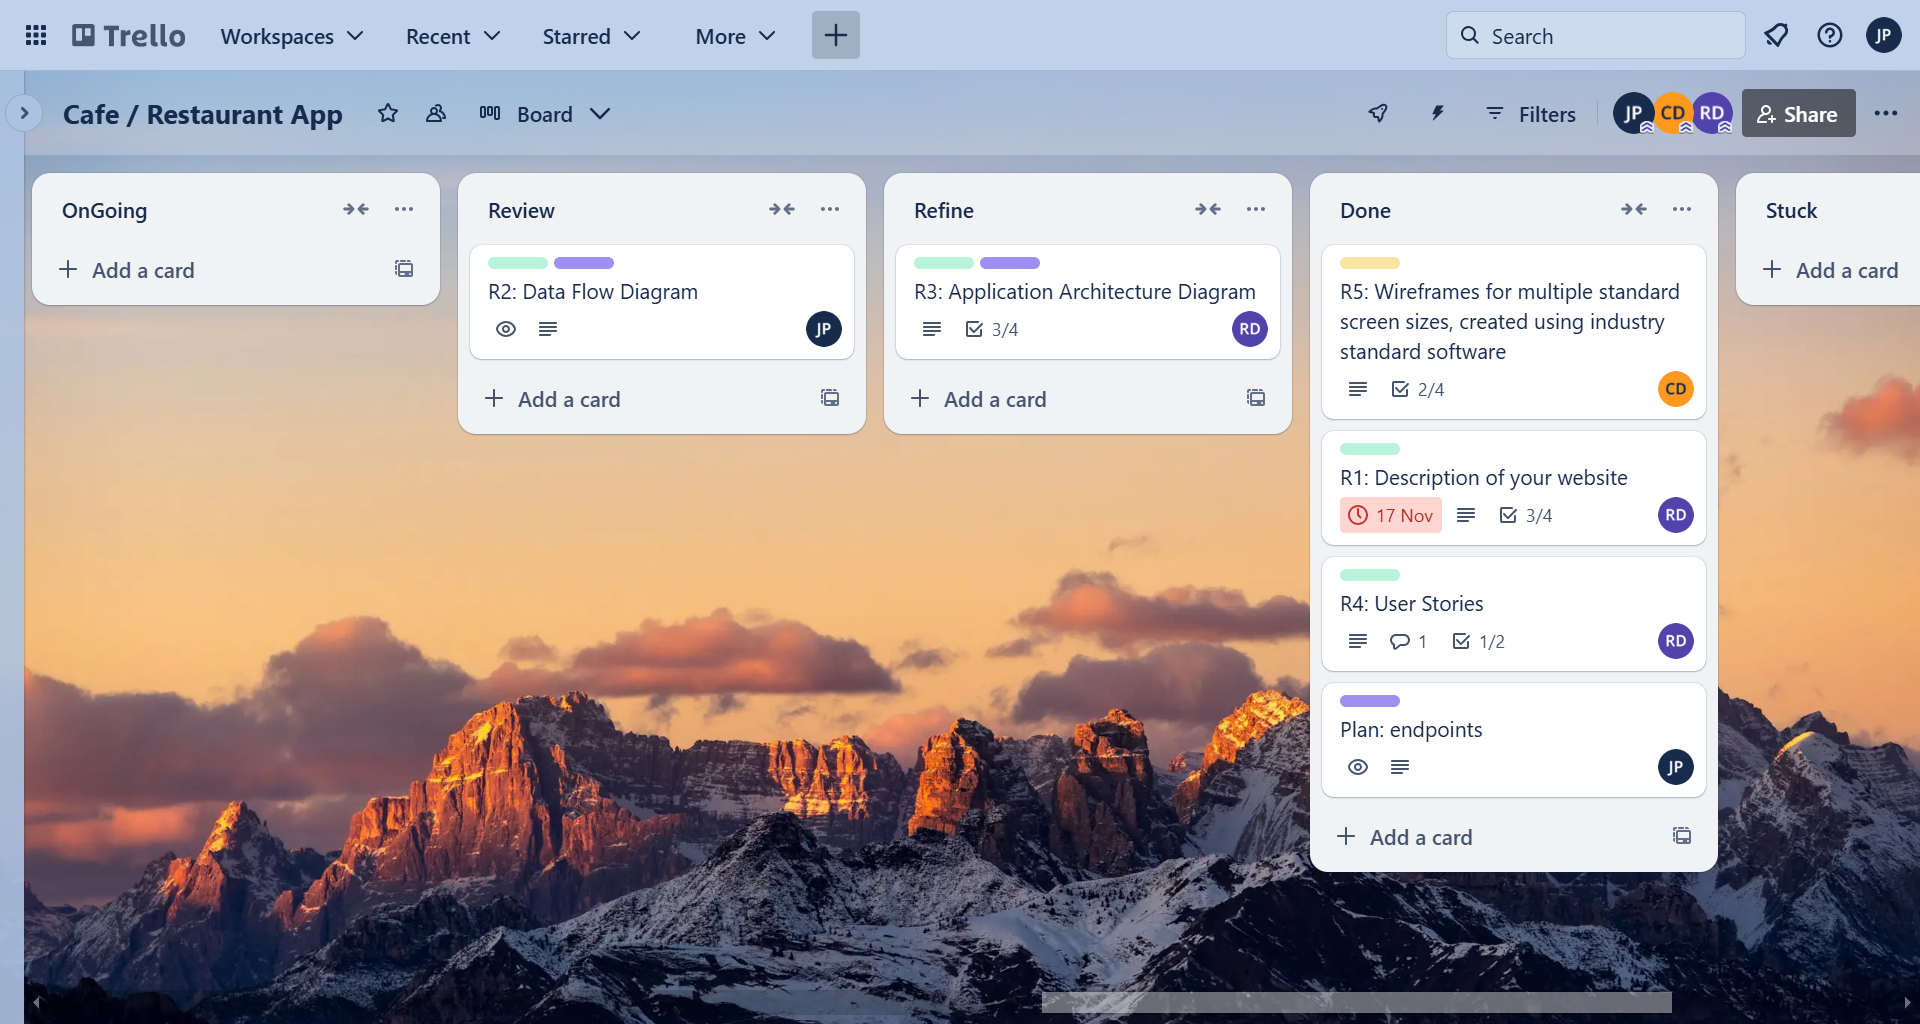 Trello
Workspaces
Recent
Starred
More
Search
JP
Cafe / Restaurant App
Board
Filters
JP
CD
RD
Share
OnGoing
Add a card
Review
R2: Data Flow Diagram
JP
Add a card
Refine
R3: Application Architecture Diagram
3/4
RD
Add a card
Done
R5: Wireframes for multiple standard
screen sizes, created using industry
standard software
2/4
CD
R1: Description of your website
17 Nov
3/4
RD
R4: User Stories
1
1/2
RD
Plan: endpoints
JP
Add a card
Stuck
Add a card